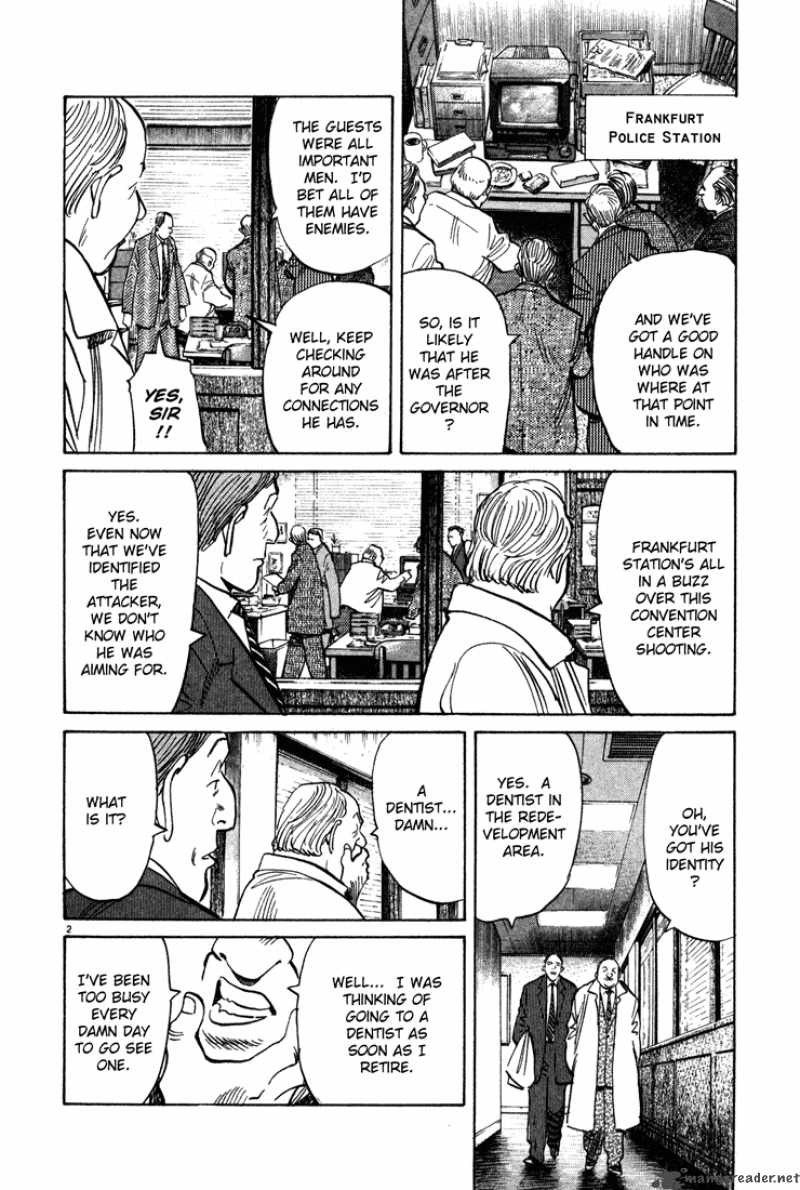 FRANKFURT
POLICE STATION
AND WE'VE
GOT A GOOD
HANDLE ON
WHO WAS
WHERE AT
THAT POINT
IN TIME.
SO, IS IT
LIKELY
THAT HE
WAS AFTER
THE
GOVERNOR
?
THE GUESTS
WERE ALL
IMPORTANT
MEN. I'D
BET ALL OF
THEM HAVE
ENEMIES.
WELL, KEEP
CHECKING
AROUND
FOR ANY
CONNECTIONS
HE HAS.
YES,
SIR
!!
FRANKFURT
STATION'S ALL
IN A BUZZ
OVER THIS
CONVENTION
CENTER
SHOOTING.
YES.
EVEN NOW
THAT WE'VE
IDENTIFIED
THE
ATTACKER,
WE DON'T
KNOW WHO
HE WAS
AIMING FOR.
OH,
YOU'VE
GOT HIS
IDENTITY
?
YES. A
DENTIST IN
THE REDE-
VELOPMENT
AREA.
A
DENTIST...
DAMN...
WHAT
IS IT?
2
WELL... I WAS
THINKING OF
GOING TO A
DENTIST AS
SOON AS I
RETIRE.
I'VE BEEN
TOO BUSY
EVERY
DAMN DAY
TO GO SEE
ONE.
mangareader.net